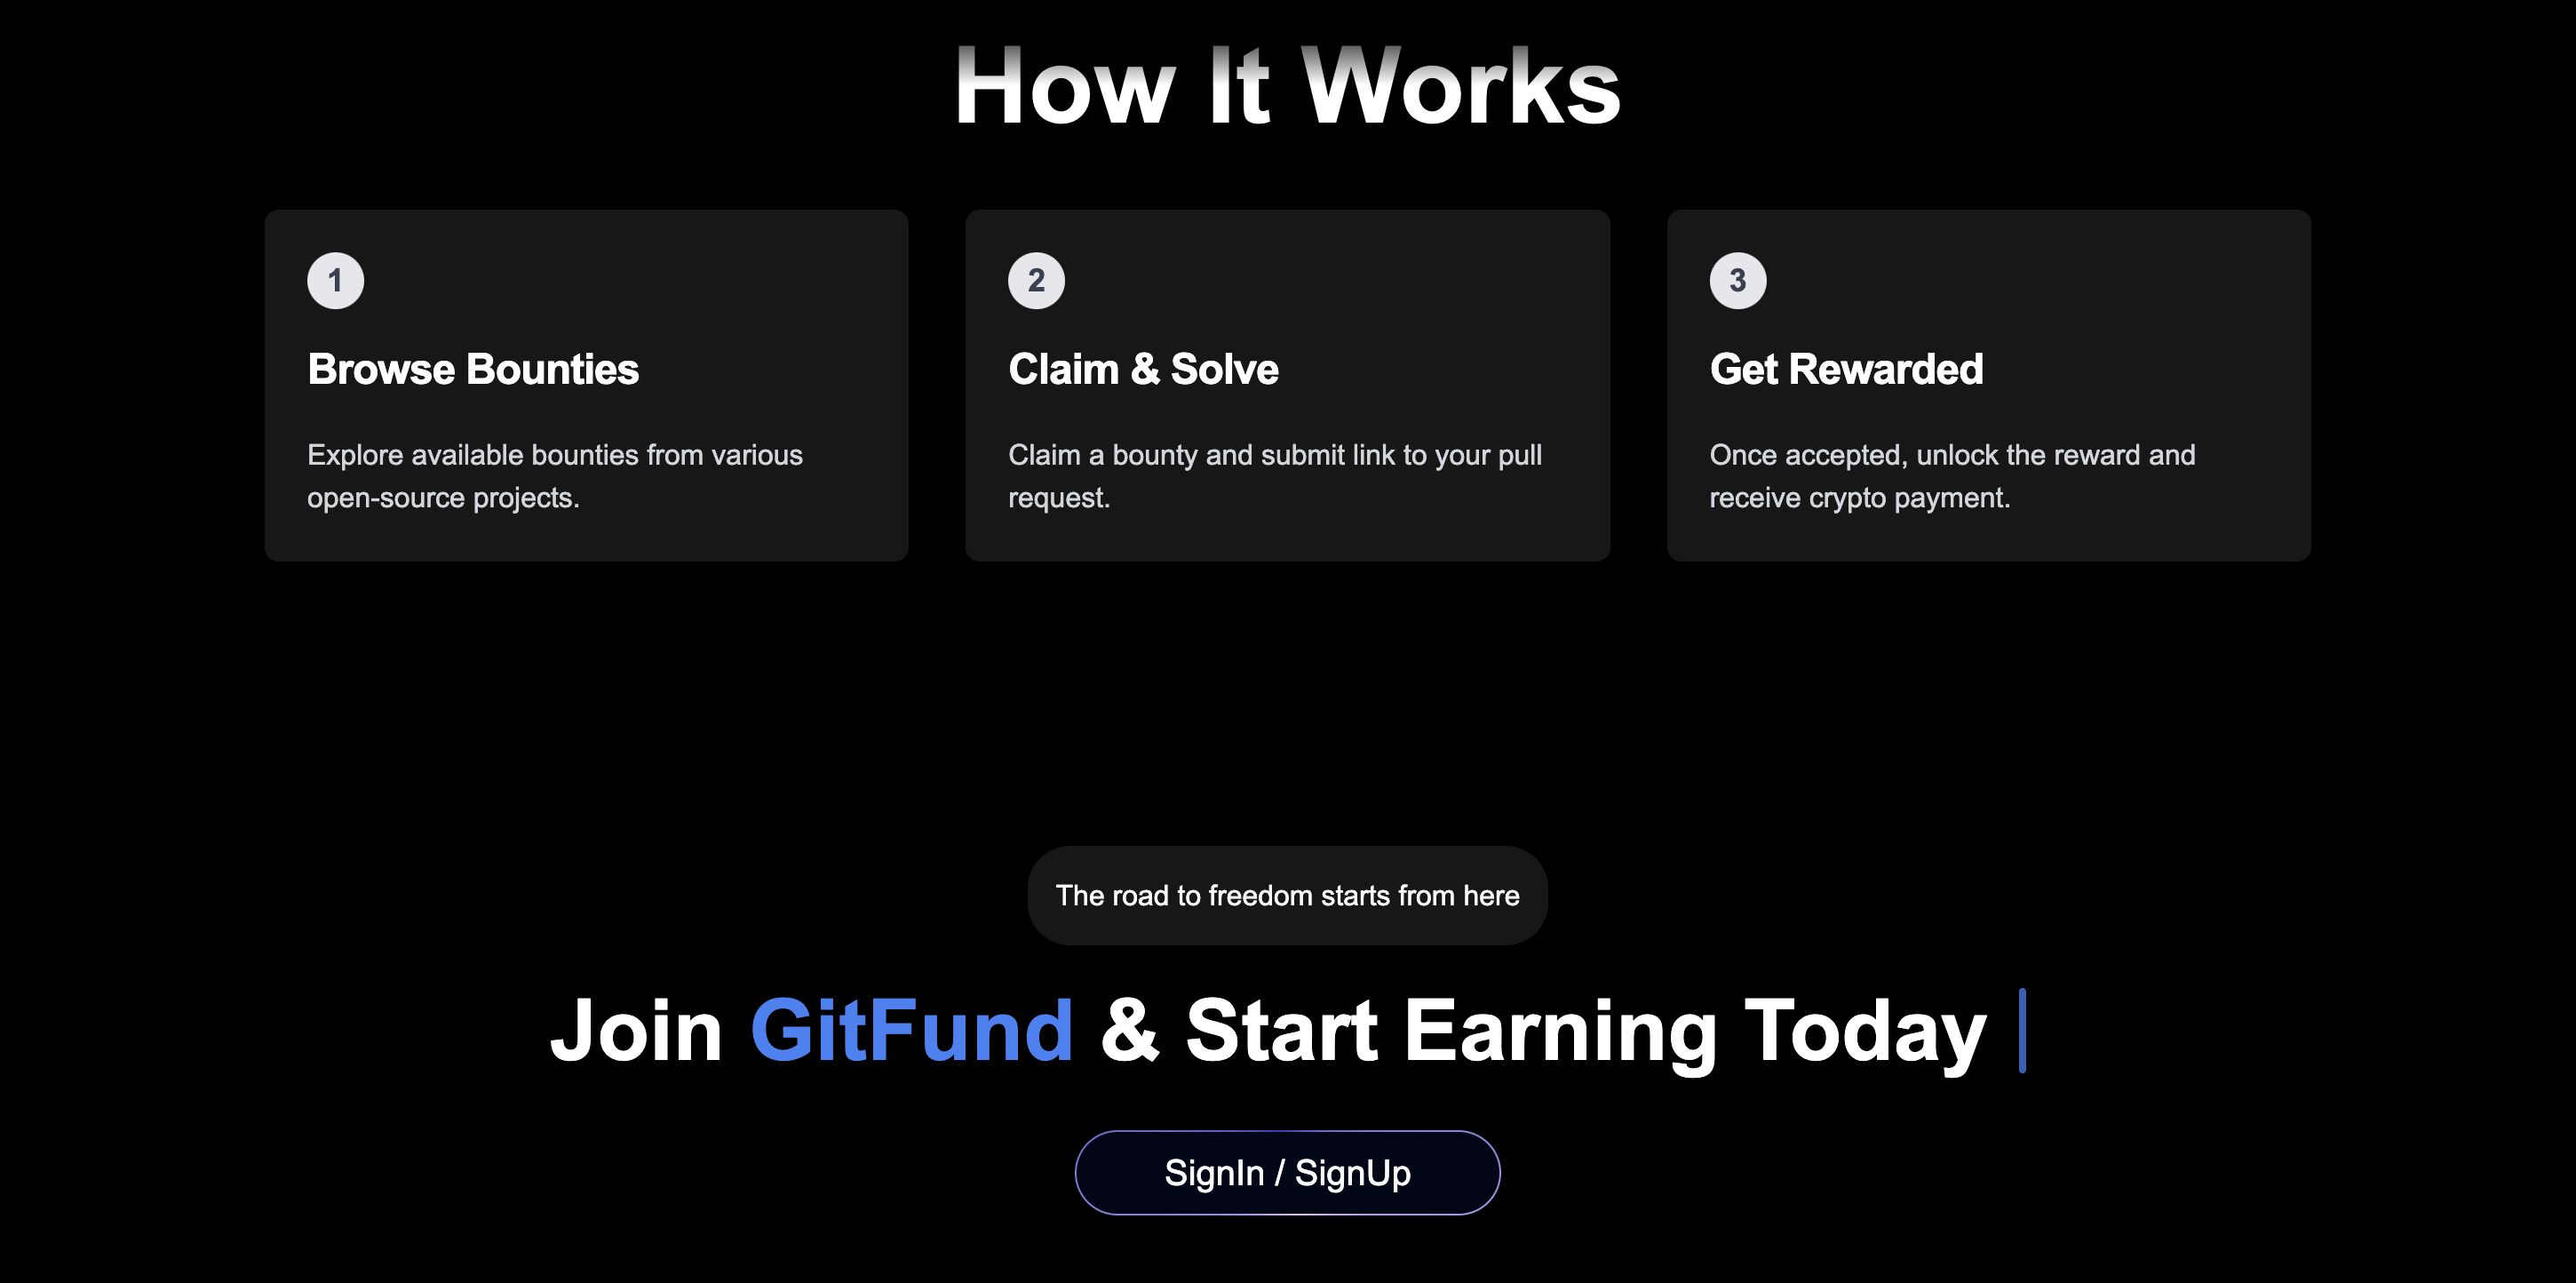 How It Works
1
Browse Bounties
Explore available bounties from various
open-source projects.
2
Claim & Solve
Claim a bounty and submit link to your pull
request.
3
Get Rewarded
Once accepted, unlock the reward and
receive crypto payment.
The road to freedom starts from here
Join GitFund & Start Earning Today
SignIn / SignUp